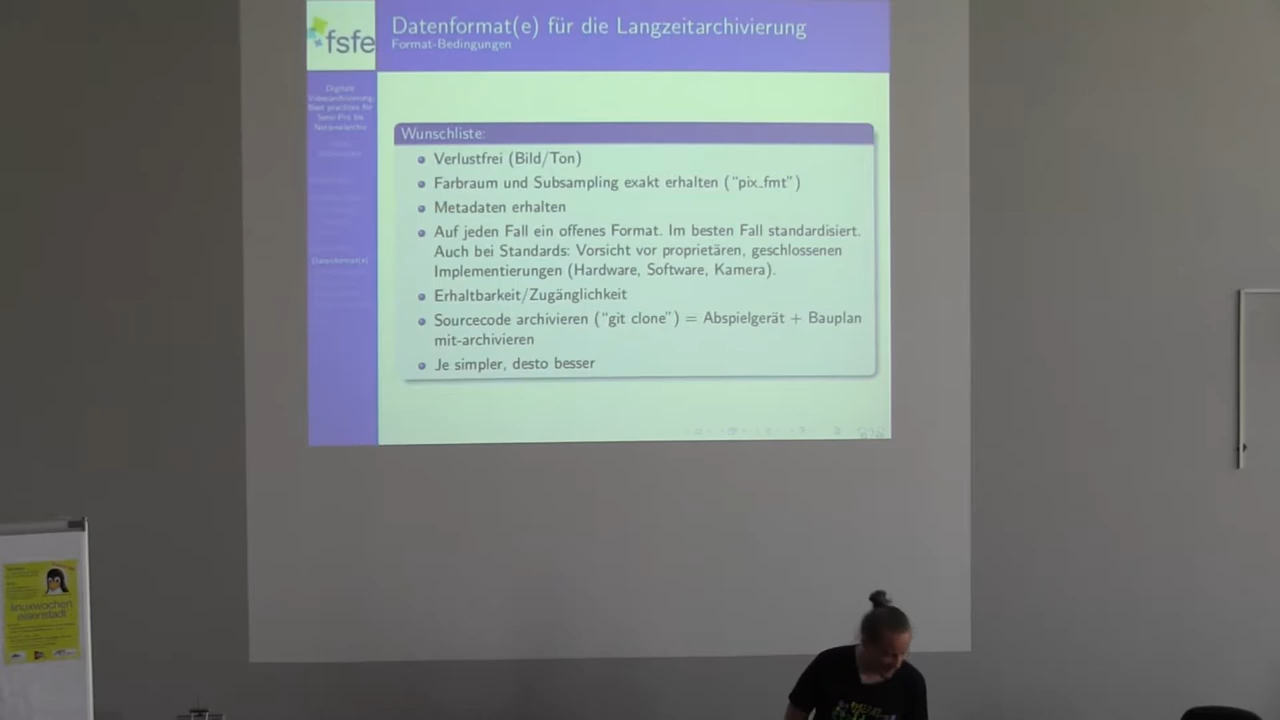 fsfe
Datenformat(e) für die Langzeitarchivierung
Format-Bedingungen
Digitale
Videoarchivierung:
Best practices für
Semi-Pro bis
Nationalarchiv
Datenformat(e)
Wunschliste:
Verlustfrei (Bild/Ton)
Farbraum und Subsampling exakt erhalten ("pix_fmt")
Metadaten erhalten
Auf jeden Fall ein offenes Format. Im besten Fall standardisiert.
Auch bei Standards: Vorsicht vor proprietären, geschlossenen
Implementierungen (Hardware, Software, Kamera).
Erhaltbarkeit/Zugänglichkeit
Sourcecode archivieren ("git clone") = Abspielgerät + Bauplan
mit-archivieren
Je simpler, desto besser
linuxwochen
eisenstadt